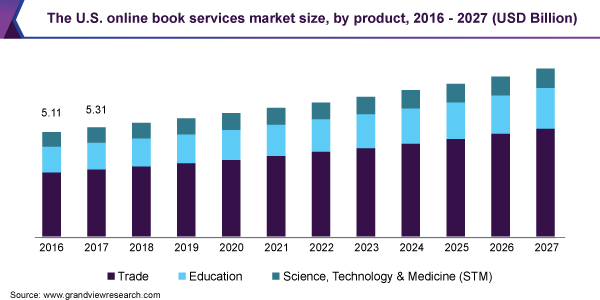 The U.S. online book services market size, by product, 2016 - 2027 (USD Billion)
5.11
5.31
2016 2017 2018 2019 2020 2021 2022 2023 2024 2025 2026 2027
Trade Education Science, Technology & Medicine (STM)
Source: www.grandviewresearch.com